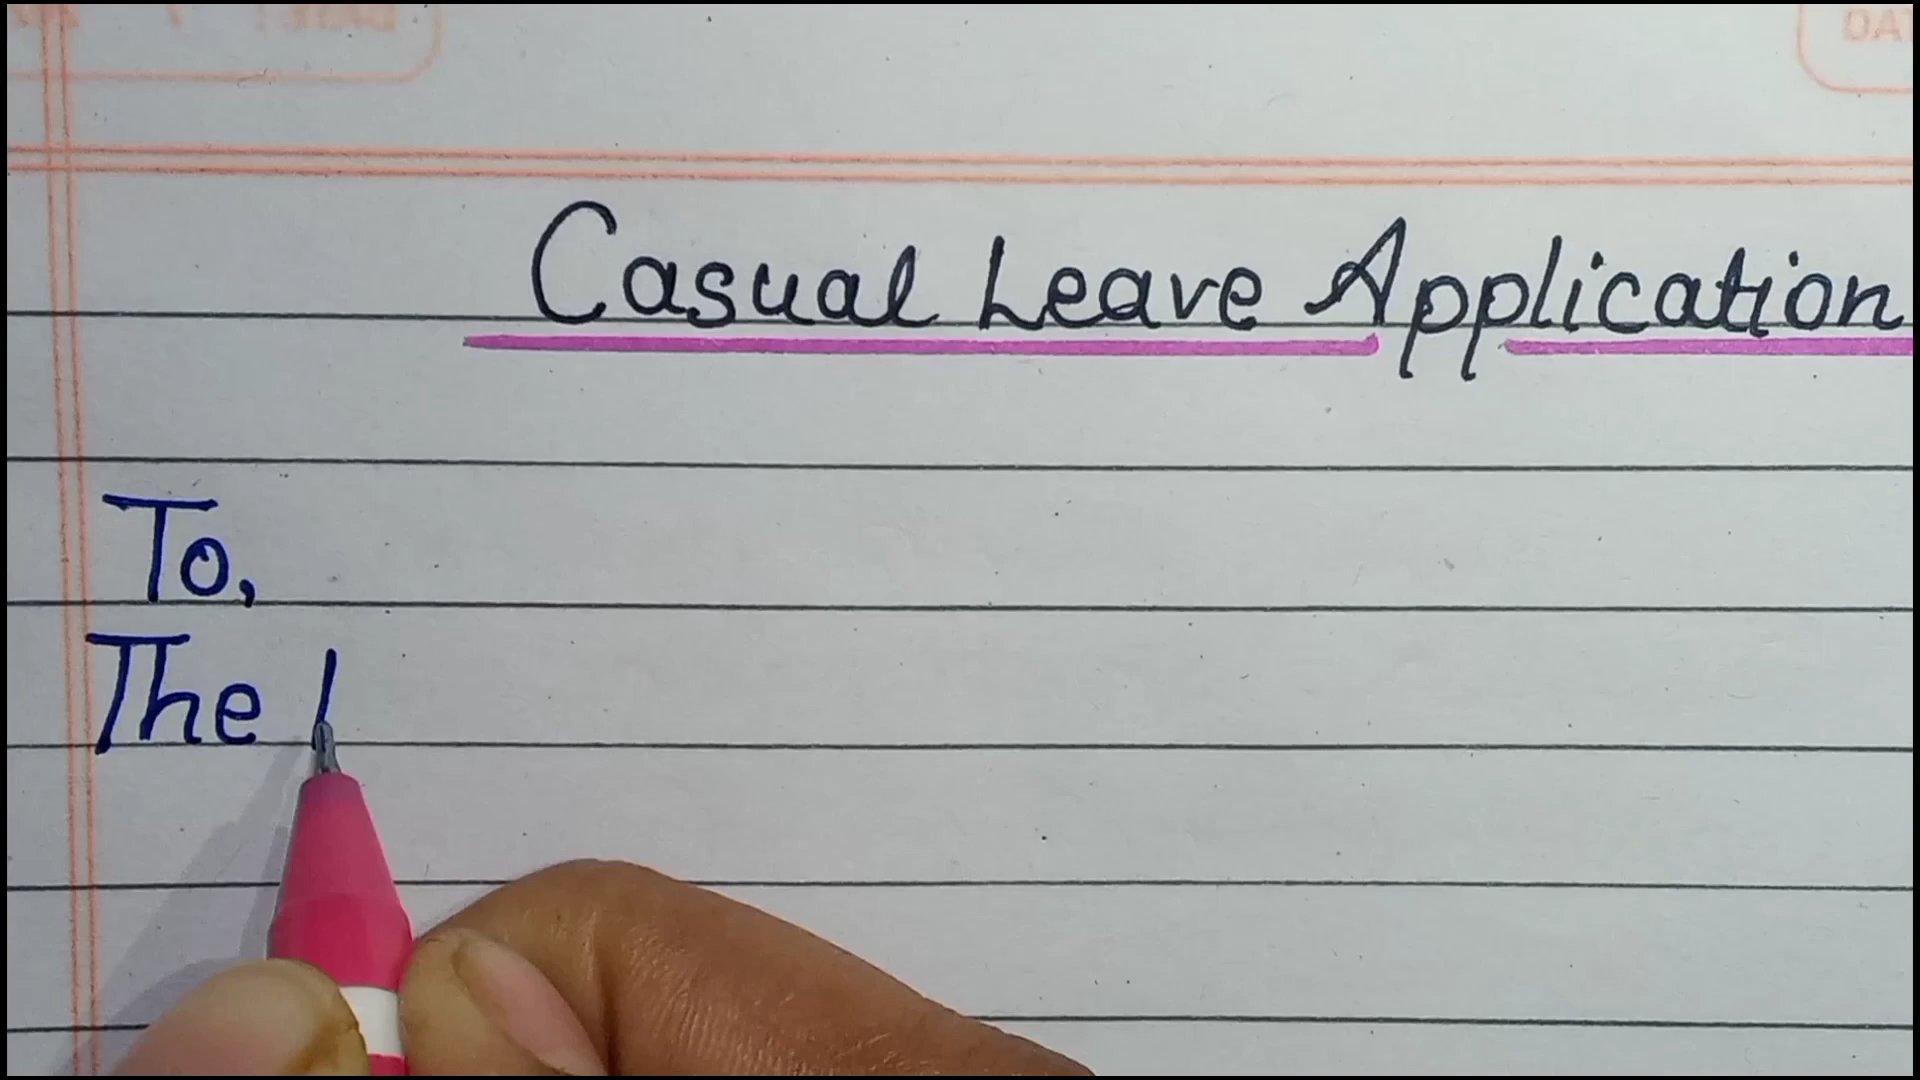 Casual Leave Application
To,
The